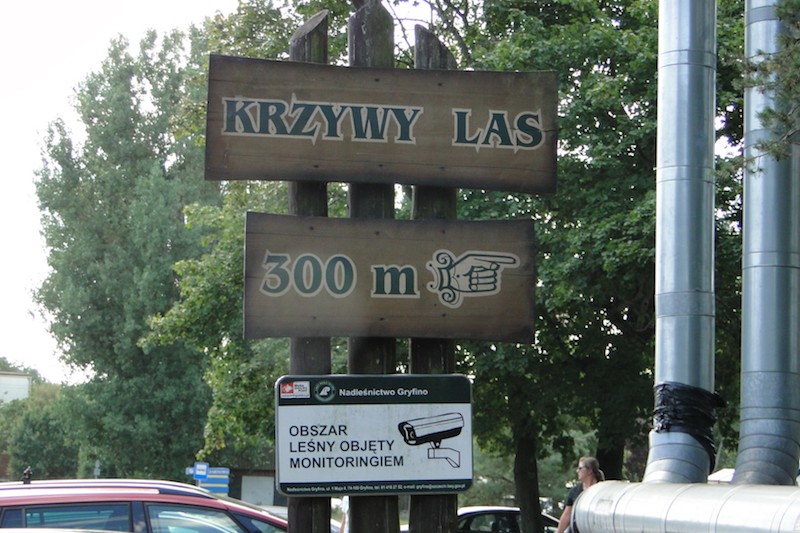 KRZYWY LAS
300 m
Nadleśnictwo Gryfino
OBSZAR
LEŚNY OBJĘTY
MONITORINGIEM